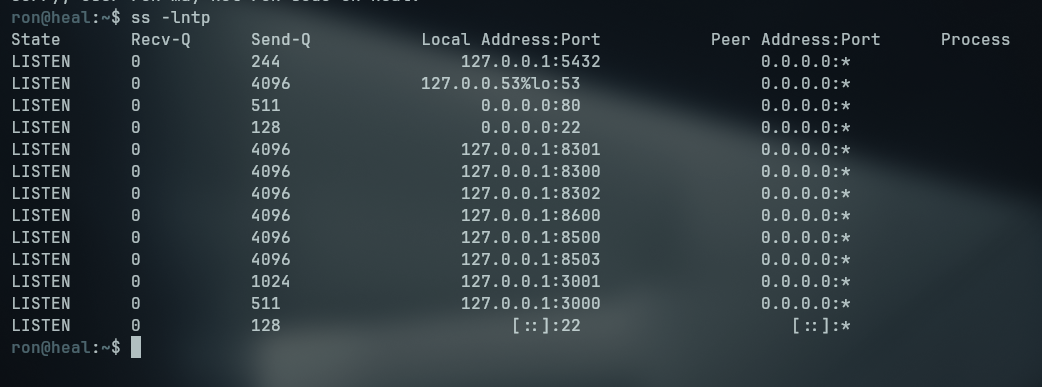 ron@heal:~$ ss -lntp
State Recv-Q Send-Q Local Address:Port Peer Address:Port Process
LISTEN 0 244 127.0.0.1:5432 0.0.0.0:*
LISTEN 0 4096 127.0.0.53%lo:53 0.0.0.0:*
LISTEN 0 511 0.0.0.0:80 0.0.0.0:*
LISTEN 0 128 0.0.0.0:22 0.0.0.0:*
LISTEN 0 4096 127.0.0.1:8301 0.0.0.0:*
LISTEN 0 4096 127.0.0.1:8300 0.0.0.0:*
LISTEN 0 4096 127.0.0.1:8302 0.0.0.0:*
LISTEN 0 4096 127.0.0.1:8600 0.0.0.0:*
LISTEN 0 4096 127.0.0.1:8500 0.0.0.0:*
LISTEN 0 4096 127.0.0.1:8503 0.0.0.0:*
LISTEN 0 1024 127.0.0.1:3001 0.0.0.0:*
LISTEN 0 511 127.0.0.1:3000 0.0.0.0:*
LISTEN 0 128 [::]:22 [::]:*
ron@heal:~$